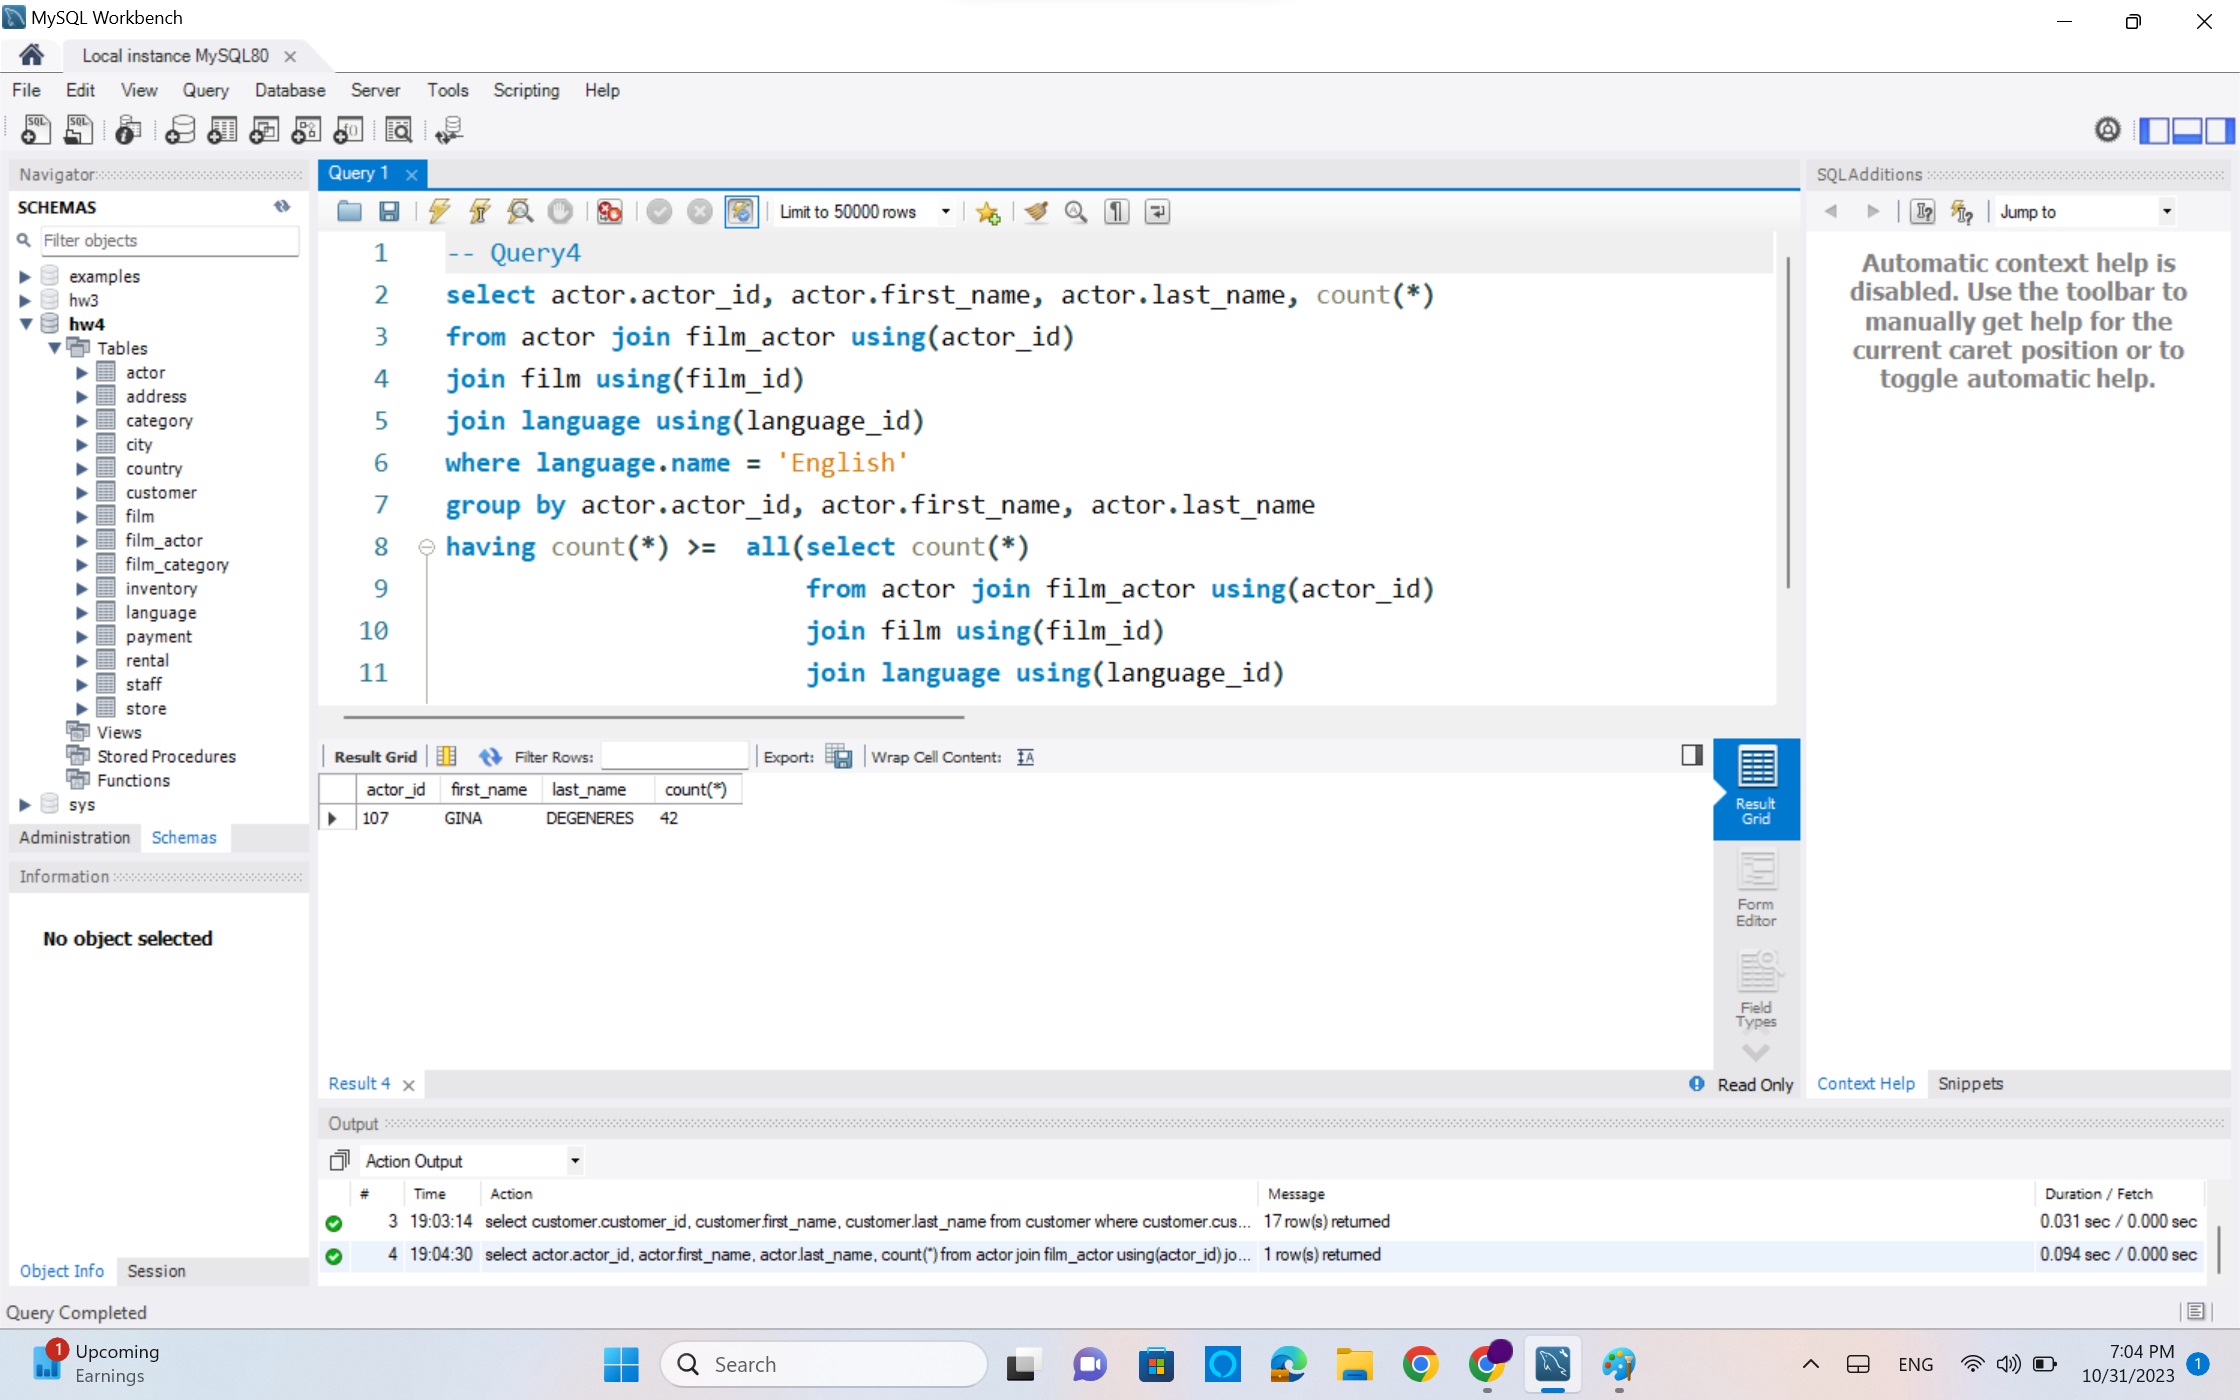 MySQL Workbench
Local instance MySQL80
File Edit View Query Database Server Tools Scripting Help
Navigator
SCHEMAS
Filter objects
examples
hw3
hw4
Tables
actor
address
category
city
country
customer
film
film_actor
film_category
inventory
language
payment
rental
staff
store
Views
Stored Procedures
Functions
sys
Administration Schemas
Information
No object selected
Object Info Session
Query 1
Limit to 50000 rows
1 -- Query4
2 select actor.actor_id, actor.first_name, actor.last_name, count(*)
3 from actor join film_actor using(actor_id)
4 join film using(film_id)
5 join language using(language_id)
6 where language.name = 'English'
7 group by actor.actor_id, actor.first_name, actor.last_name
8 having count(*) >= all(select count(*)
9 from actor join film_actor using(actor_id)
10 join film using(film_id)
11 join language using(language_id)
Result Grid Filter Rows: Export: Wrap Cell Content:
actor_id first_name last_name count(*)
107 GINA DEGENERES 42
Result
Grid
Form
Editor
Field
Types
Result 4
Read Only
SQLAdditions
Jump to
Automatic context help is
disabled. Use the toolbar to
manually get help for the
current caret position or to
toggle automatic help.
Context Help Snippets
Output
Action Output
# Time Action Message Duration / Fetch
3 19:03:14 select customer.customer_id, customer.first_name, customer.last_name from customer where customer.cus... 17 row(s) returned 0.031 sec / 0.000 sec
4 19:04:30 select actor.actor_id, actor.first_name, actor.last_name, count(*) from actor join film_actor using(actor_id) jo... 1 row(s) returned 0.094 sec / 0.000 sec
Query Completed
1
Upcoming
Earnings
Search
ENG
7:04 PM
10/31/2023
1